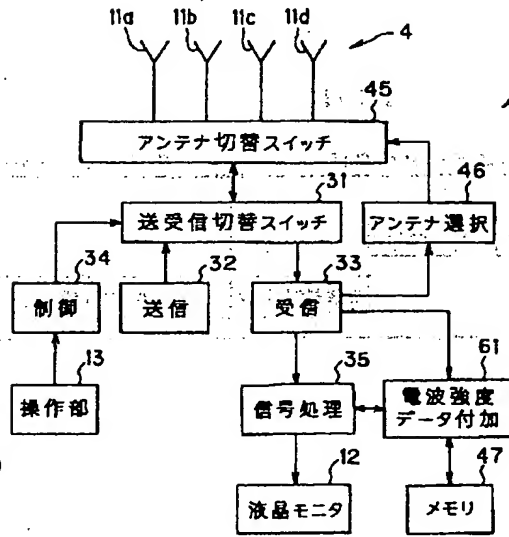 11a 11b 11c 11d 4
45
アンテナ切替スイッチ
31 46
送受信切替スイッチ アンテナ選択
34 32 33
制御 送信 受信
13 35 61
操作部 信号処理 電波強度
データ付加
12 47
液晶モニタ メモリ